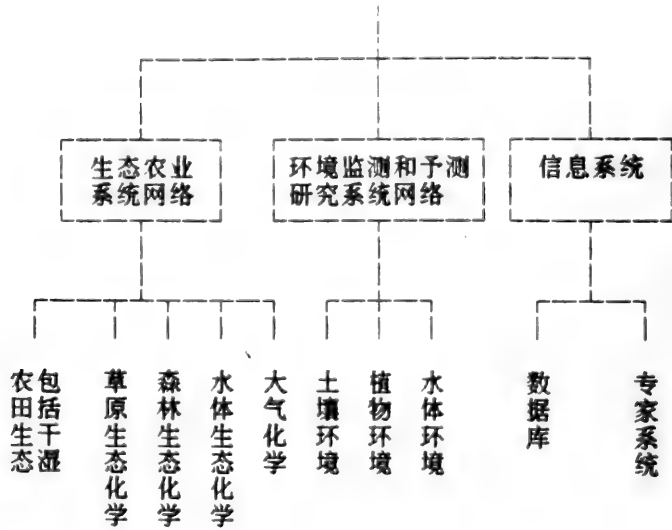 生态农业
系统网络
环境监测和予测
研究系统网络
信息系统
农田生态
包括干湿
草原生态化学
森林生态化学
水体生态化学
大气化学
土壤环境
植物环境
水体环境
数据库
专家系统